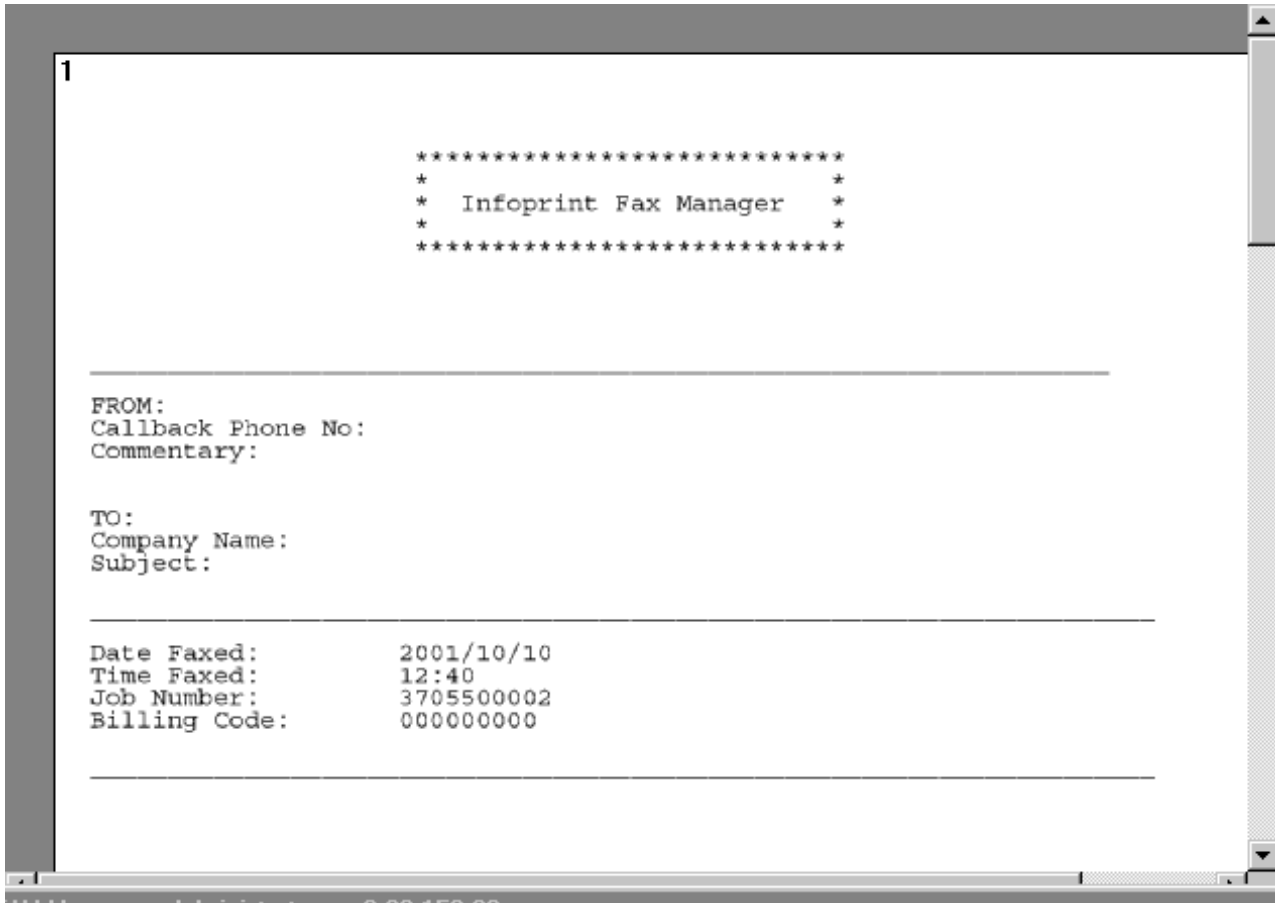 1
*****************************
*                           *
*  Infoprint Fax Manager   *
*                           *
*****************************
FROM:
Callback Phone No:
Commentary:
TO:
Company Name:
Subject:
Date Faxed: 2001/10/10
Time Faxed: 12:40
Job Number: 3705500002
Billing Code: 000000000